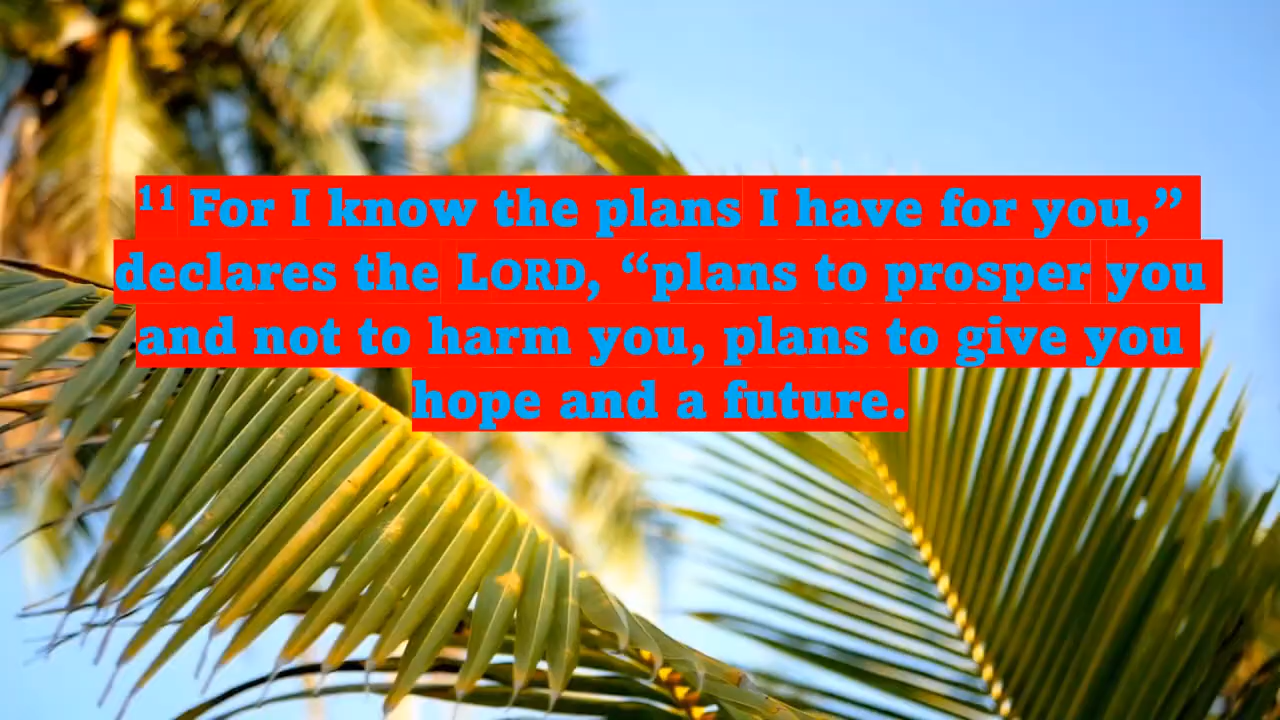 ¹¹ For I know the plans I have for you,”
declares the LORD, “plans to prosper you
and not to harm you, plans to give you
hope and a future.